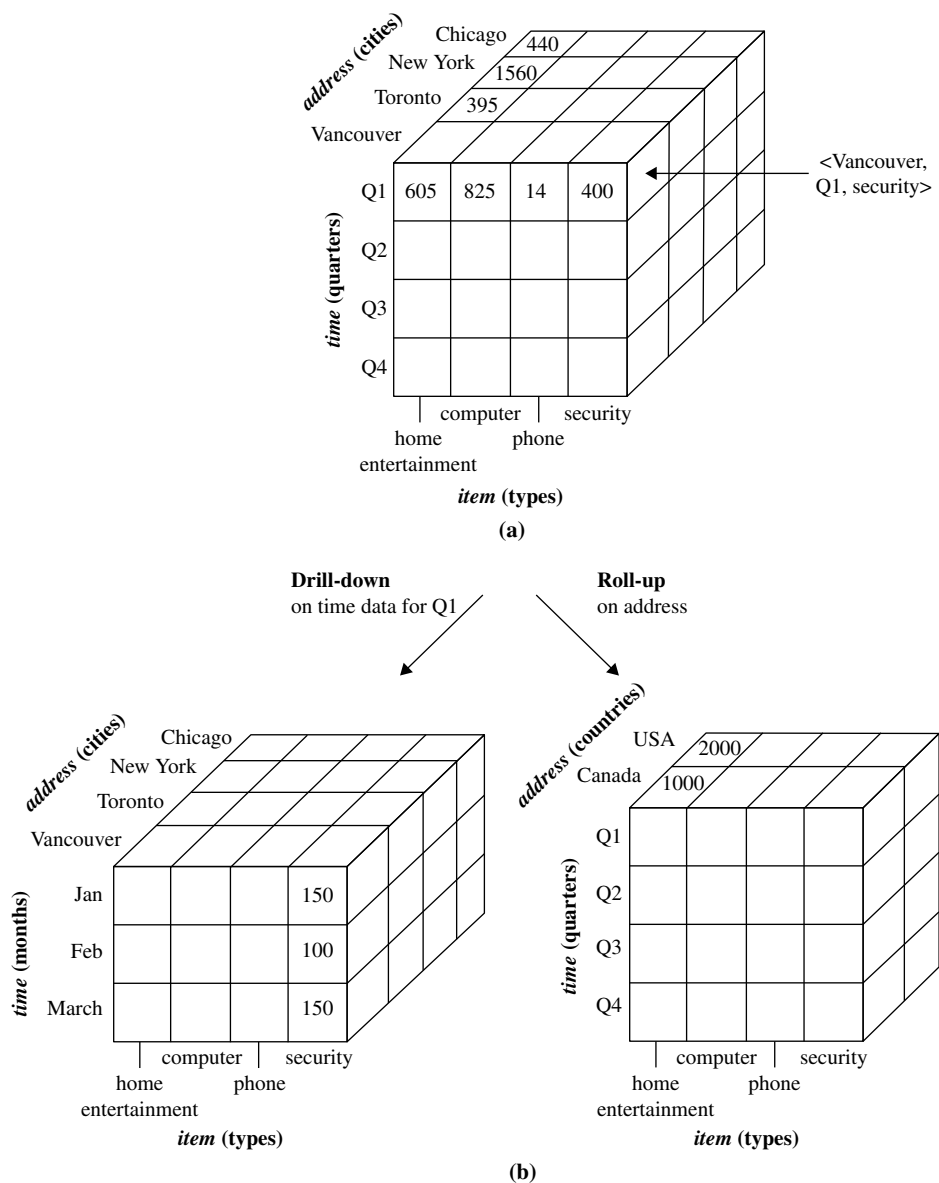 address (cities)
Chicago
440
New York
1560
Toronto
395
Vancouver
<Vancouver,
Q1, security>
time (quarters)
Q1 605 825 14 400
Q2
Q3
Q4
computer security
home phone
entertainment
item (types)
(a)
Drill-down
on time data for Q1
Roll-up
on address
address (cities)
Chicago
New York
Toronto
Vancouver
time (months)
Jan 150
Feb 100
March 150
computer security
home phone
entertainment
item (types)
address (countries)
USA 2000
Canada 1000
time (quarters)
Q1
Q2
Q3
Q4
computer security
home phone
entertainment
item (types)
(b)